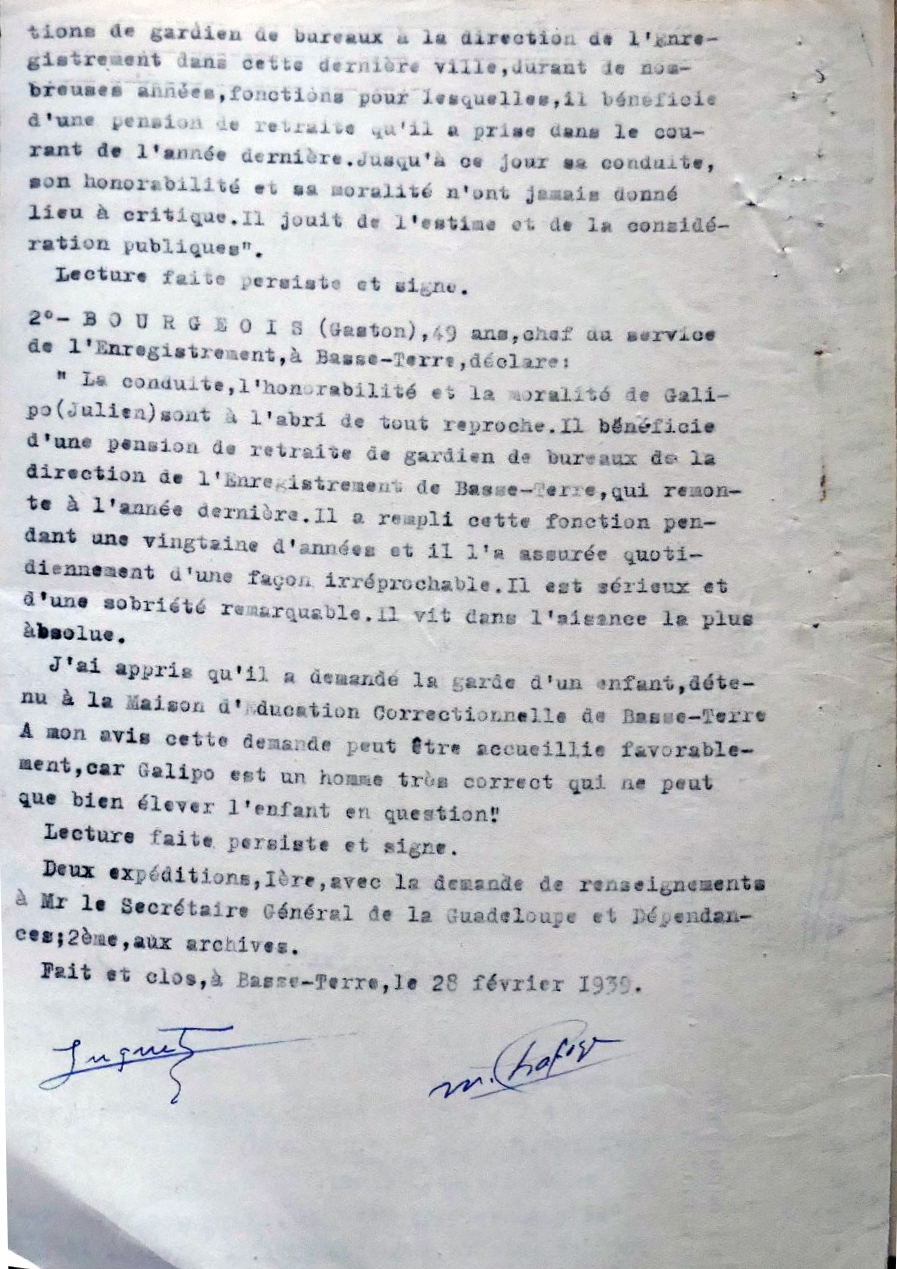 tions de gardien de bureaux à la direction de l'Enre-
gistrement dans cette dernière ville,durant de nom-
breuses années,fonctions pour lesquelles,il bénéficie
d'une pension de retraite qu'il a prise dans le cou-
rant de l'année dernière.Jusqu'à ce jour sa conduite,
son honorabilité et sa moralité n'ont jamais donné
lieu à critique.Il jouit de l'estime et de la considé-
ration publiques".
Lecture faite persiste et signe.
2°- B O U R G E O I S (Gaston),49 ans,chef du service
de l'Enregistrement,à Basse-Terre,déclare:
" La conduite,l'honorabilité et la moralité de Gali-
po(Julien)sont à l'abri de tout reproche.Il bénéficie
d'une pension de retraite de gardien de bureaux de la
direction de l'Enregistrement de Basse-Terre,qui remon-
te à l'année dernière.Il a rempli cette fonction pen-
dant une vingtaine d'années et il l'a assurée quoti-
diennement d'une façon irréprochable.Il est sérieux et
d'une sobriété remarquable.Il vit dans l'aisance la plus
àbsolue.
J'ai appris qu'il a demandé la garde d'un enfant,déte-
nu à la Maison d'Education Correctionnelle de Basse-Terre
A mon avis cette demande peut être accueillie favorable-
ment,car Galipo est un homme très correct qui ne peut
que bien élever l'enfant en question"
Lecture faite persiste et signe.
Deux expéditions,Ière,avec la demande de renseignements
à Mr le Secrétaire Général de la Guadeloupe et Dépendan-
ces;2ème,aux archives.
Fait et clos,à Basse-Terre,le 28 février 1939.